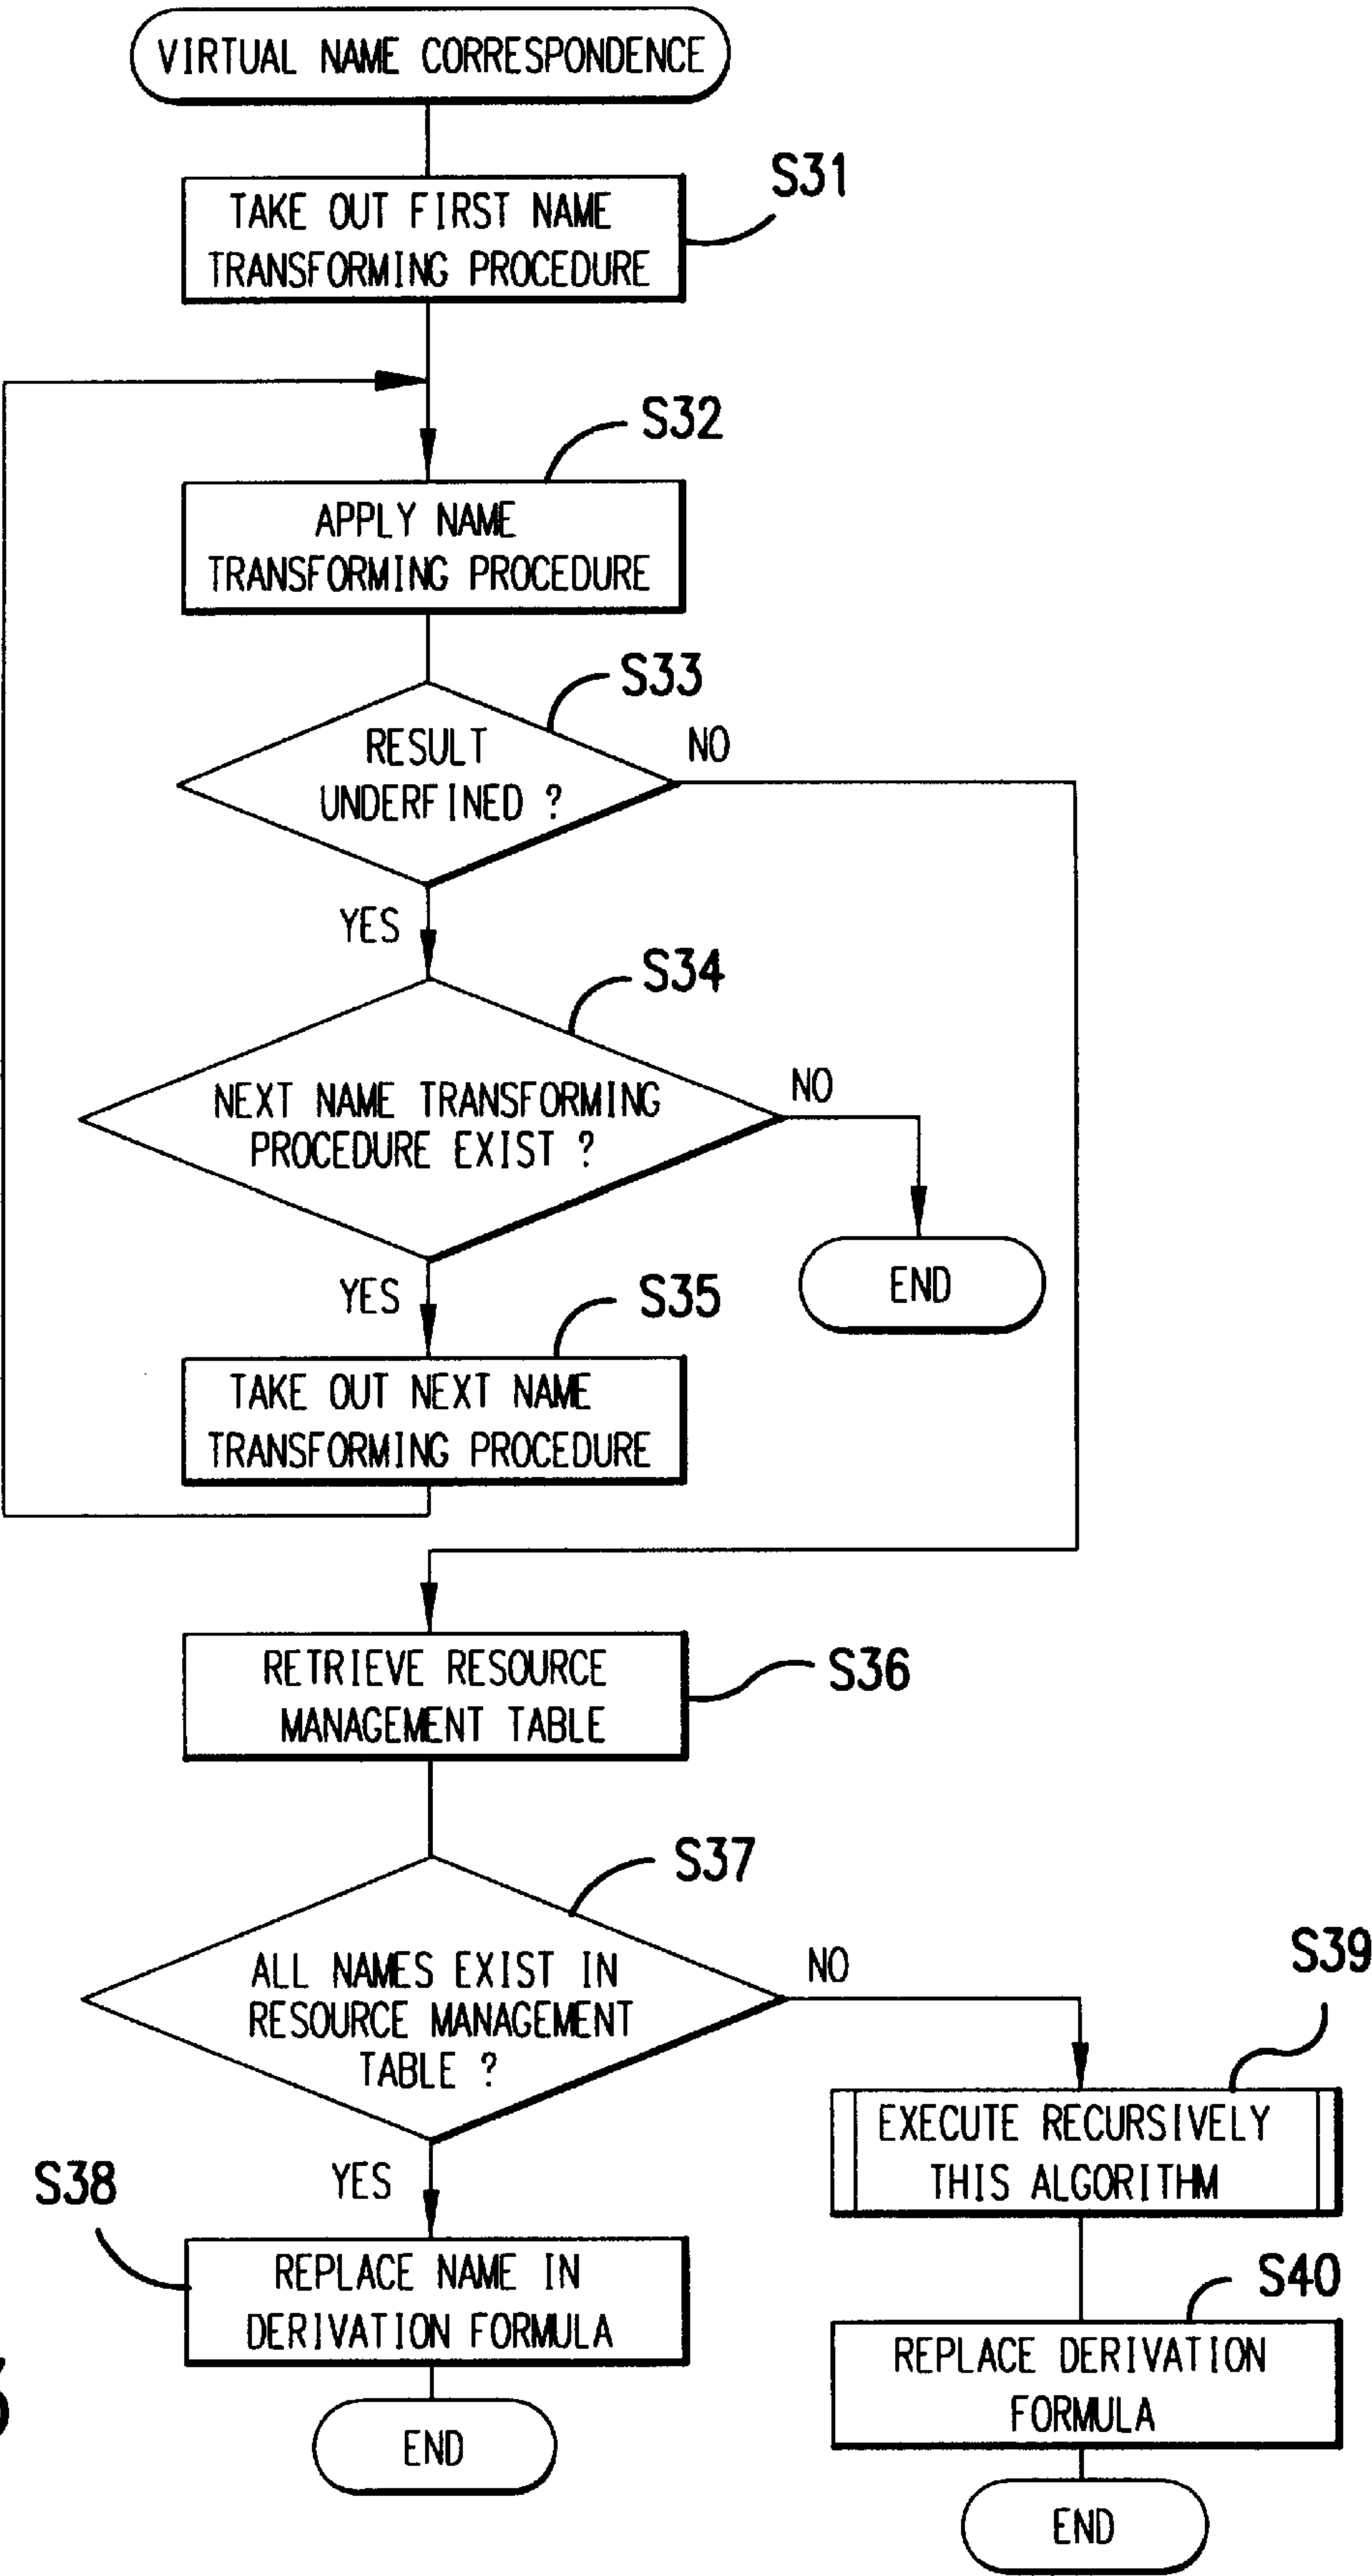 VIRTUAL NAME CORRESPONDENCE
S31
TAKE OUT FIRST NAME
TRANSFORMING PROCEDURE
S32
APPLY NAME
TRANSFORMING PROCEDURE
S33
RESULT
UNDERFINED ?
NO
YES
S34
NEXT NAME TRANSFORMING
PROCEDURE EXIST ?
NO
END
YES
S35
TAKE OUT NEXT NAME
TRANSFORMING PROCEDURE
RETRIEVE RESOURCE
MANAGEMENT TABLE
S36
S37
ALL NAMES EXIST IN
RESOURCE MANAGEMENT
TABLE ?
NO
S39
EXECUTE RECURSIVELY
THIS ALGORITHM
YES
S38
REPLACE NAME IN
DERIVATION FORMULA
END
S40
REPLACE DERIVATION
FORMULA
END